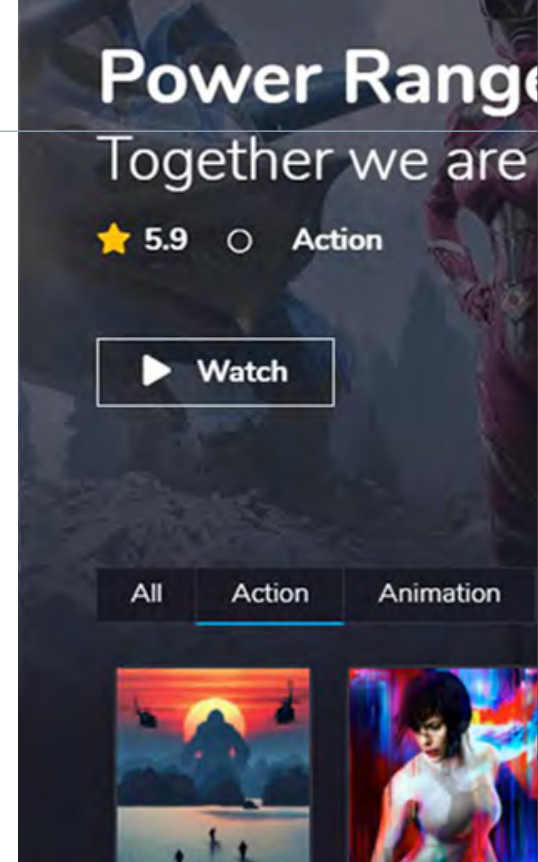 Power Range
Together we are
5.9 Action
Watch
All Action Animation